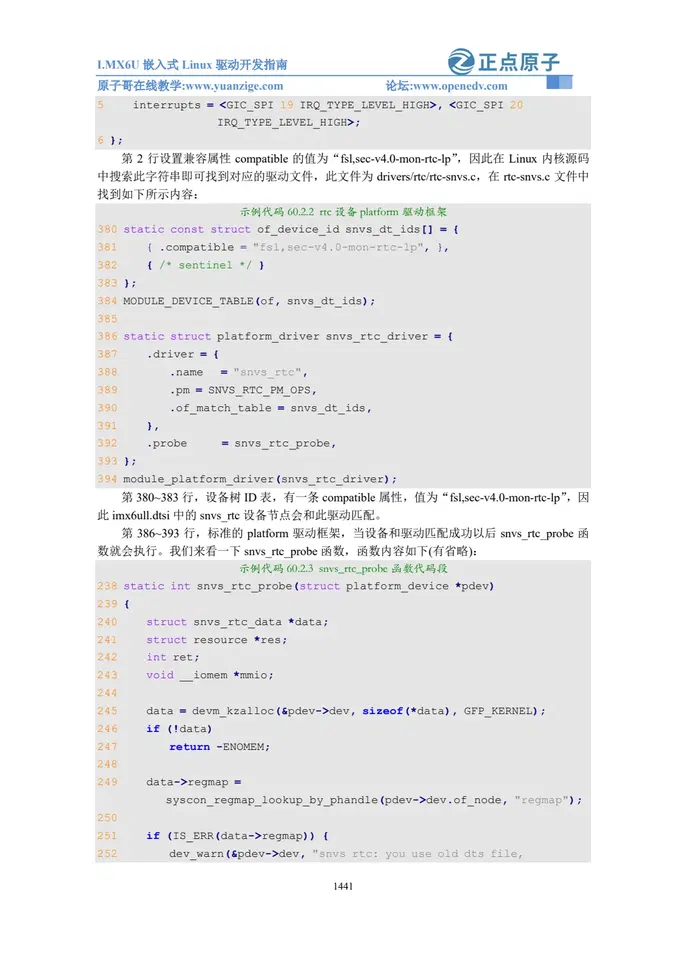 I.MX6U 嵌入式 Linux 驱动开发指南
正点原子
原子哥在线教学:www.yuanzige.com 论坛:www.openedv.com
5 interrupts = <GIC_SPI 19 IRQ_TYPE_LEVEL_HIGH>, <GIC_SPI 20
IRQ_TYPE_LEVEL_HIGH>;
6 };
第 2 行设置兼容属性 compatible 的值为“fsl,sec-v4.0-mon-rtc-lp”，因此在 Linux 内核源码
中搜索此字符串即可找到对应的驱动文件，此文件为 drivers/rtc/rtc-snvs.c，在 rtc-snvs.c 文件中
找到如下所示内容：
示例代码 60.2.2 rtc 设备 platform 驱动框架
380 static const struct of_device_id snvs_dt_ids[] = {
381 { .compatible = "fsl,sec-v4.0-mon-rtc-lp", },
382 { /* sentinel */ }
383 };
384 MODULE_DEVICE_TABLE(of, snvs_dt_ids);
385
386 static struct platform_driver snvs_rtc_driver = {
387 .driver = {
388 .name = "snvs_rtc",
389 .pm = SNVS_RTC_PM_OPS,
390 .of_match_table = snvs_dt_ids,
391 },
392 .probe = snvs_rtc_probe,
393 };
394 module_platform_driver(snvs_rtc_driver);
第 380~383 行，设备树 ID 表，有一条 compatible 属性，值为“fsl,sec-v4.0-mon-rtc-lp”，因
此 imx6ull.dtsi 中的 snvs_rtc 设备节点会和此驱动匹配。
第 386~393 行，标准的 platform 驱动框架，当设备和驱动匹配成功以后 snvs_rtc_probe 函
数就会执行。我们来看一下 snvs_rtc_probe 函数，函数内容如下(有省略)：
示例代码 60.2.3 snvs_rtc_probe 函数代码段
238 static int snvs_rtc_probe(struct platform_device *pdev)
239 {
240 struct snvs_rtc_data *data;
241 struct resource *res;
242 int ret;
243 void __iomem *mmio;
244
245 data = devm_kzalloc(&pdev->dev, sizeof(*data), GFP_KERNEL);
246 if (!data)
247 return -ENOMEM;
248
249 data->regmap =
syscon_regmap_lookup_by_phandle(pdev->dev.of_node, "regmap");
250
251 if (IS_ERR(data->regmap)) {
252 dev_warn(&pdev->dev, "snvs rtc: you use old dts file,
1441